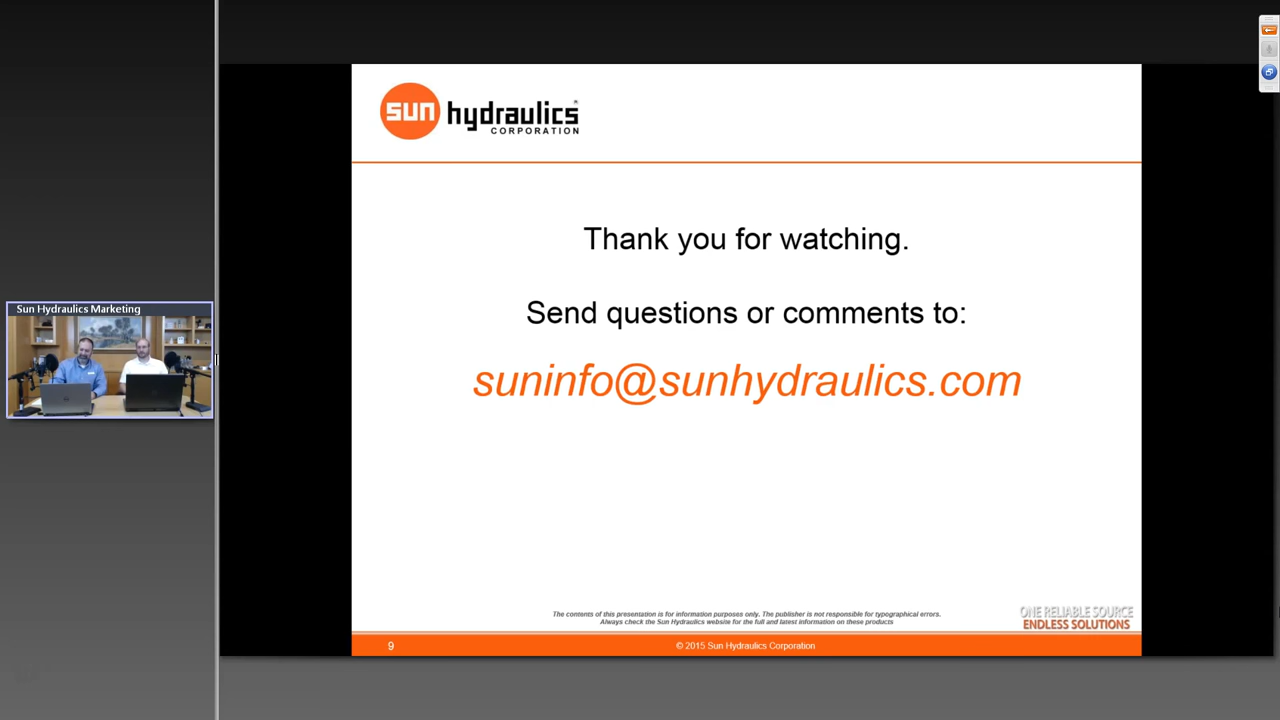 Sun Hydraulics Marketing
sun hydraulics®
CORPORATION
Thank you for watching.
Send questions or comments to:
suninfo@sunhydraulics.com
The contents of this presentation is for information purposes only. The publisher is not responsible for typographical errors.
Always check the Sun Hydraulics website for the full and latest information on these products
ONE RELIABLE SOURCE
ENDLESS SOLUTIONS
9
© 2015 Sun Hydraulics Corporation